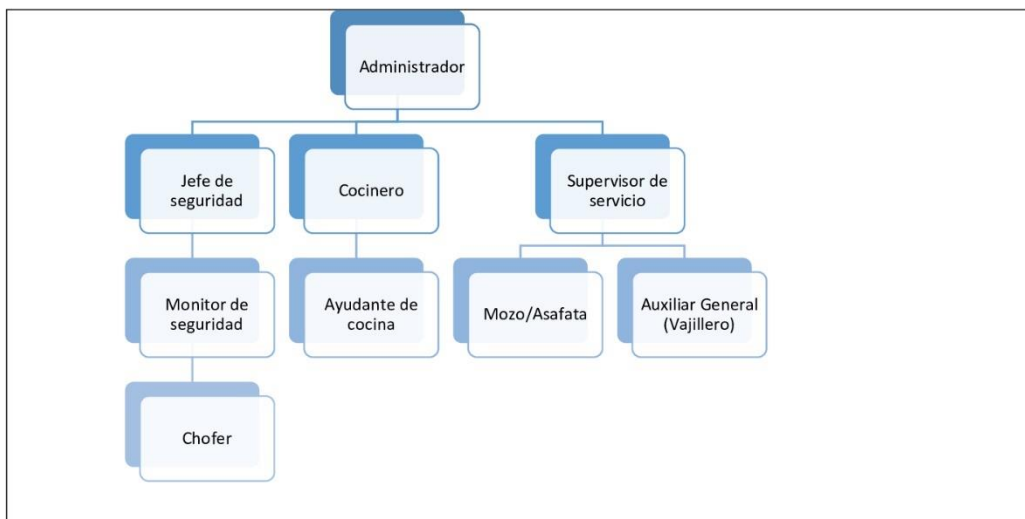 Administrador
Jefe de
seguridad
Cocinero
Supervisor de
servicio
Monitor de
seguridad
Ayudante de
cocina
Mozo/Asafata
Auxiliar General
(Vajillero)
Chofer